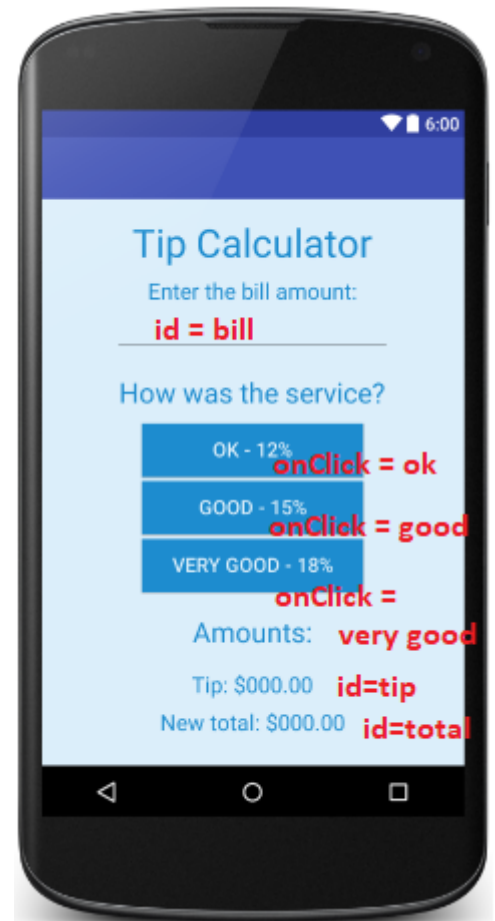 6:00
Tip Calculator
Enter the bill amount:
id = bill
How was the service?
OK - 12%
onClick = ok
GOOD - 15%
onClick = good
VERY GOOD - 18%
onClick =
very good
Amounts:
Tip: $000.00 id=tip
New total: $000.00 id=total